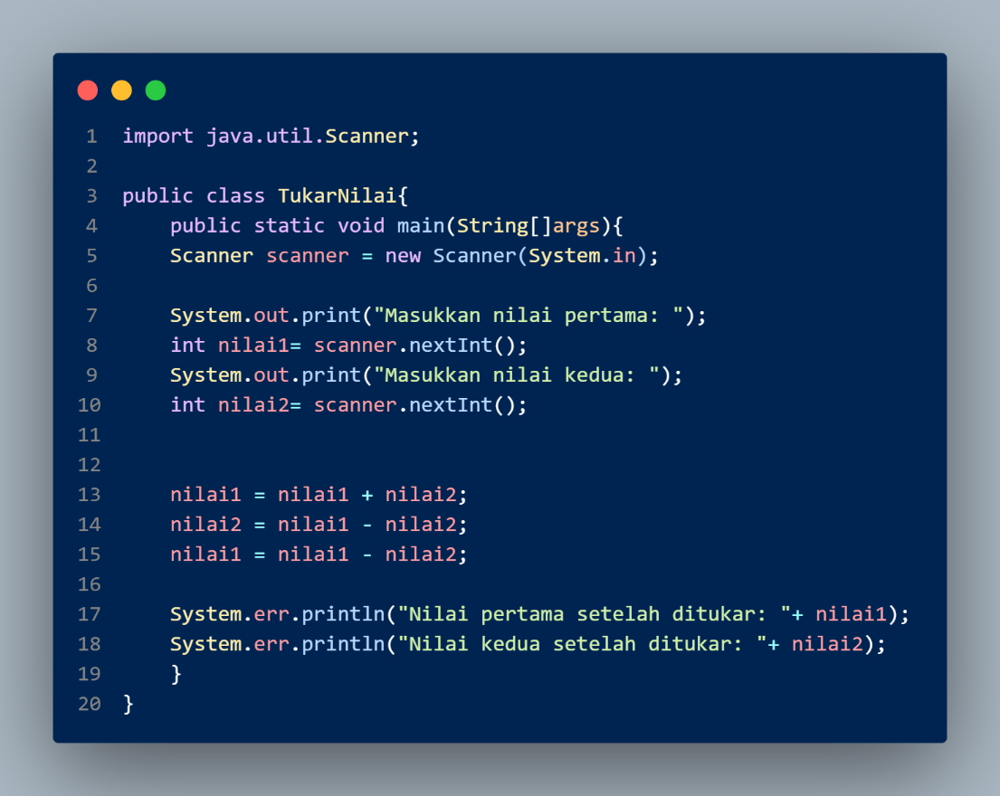 1 import java.util.Scanner;
2
3 public class TukarNilai{
4     public static void main(String[]args){
5     Scanner scanner = new Scanner(System.in);
6
7     System.out.print("Masukkan nilai pertama: ");
8     int nilai1= scanner.nextInt();
9     System.out.print("Masukkan nilai kedua: ");
10     int nilai2= scanner.nextInt();
11
12
13     nilai1 = nilai1 + nilai2;
14     nilai2 = nilai1 - nilai2;
15     nilai1 = nilai1 - nilai2;
16
17     System.err.println("Nilai pertama setelah ditukar: "+ nilai1);
18     System.err.println("Nilai kedua setelah ditukar: "+ nilai2);
19     }
20 }